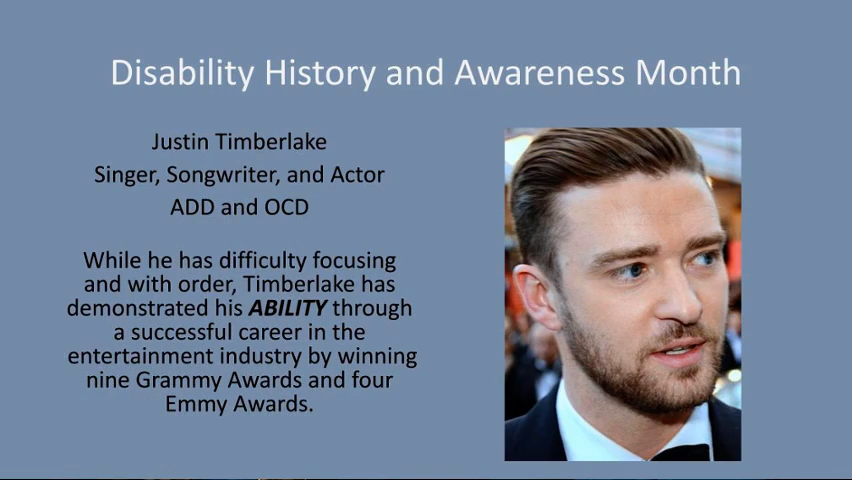 Disability History and Awareness Month
Justin Timberlake
Singer, Songwriter, and Actor
ADD and OCD
While he has difficulty focusing
and with order, Timberlake has
demonstrated his ABILITY through
a successful career in the
entertainment industry by winning
nine Grammy Awards and four
Emmy Awards.